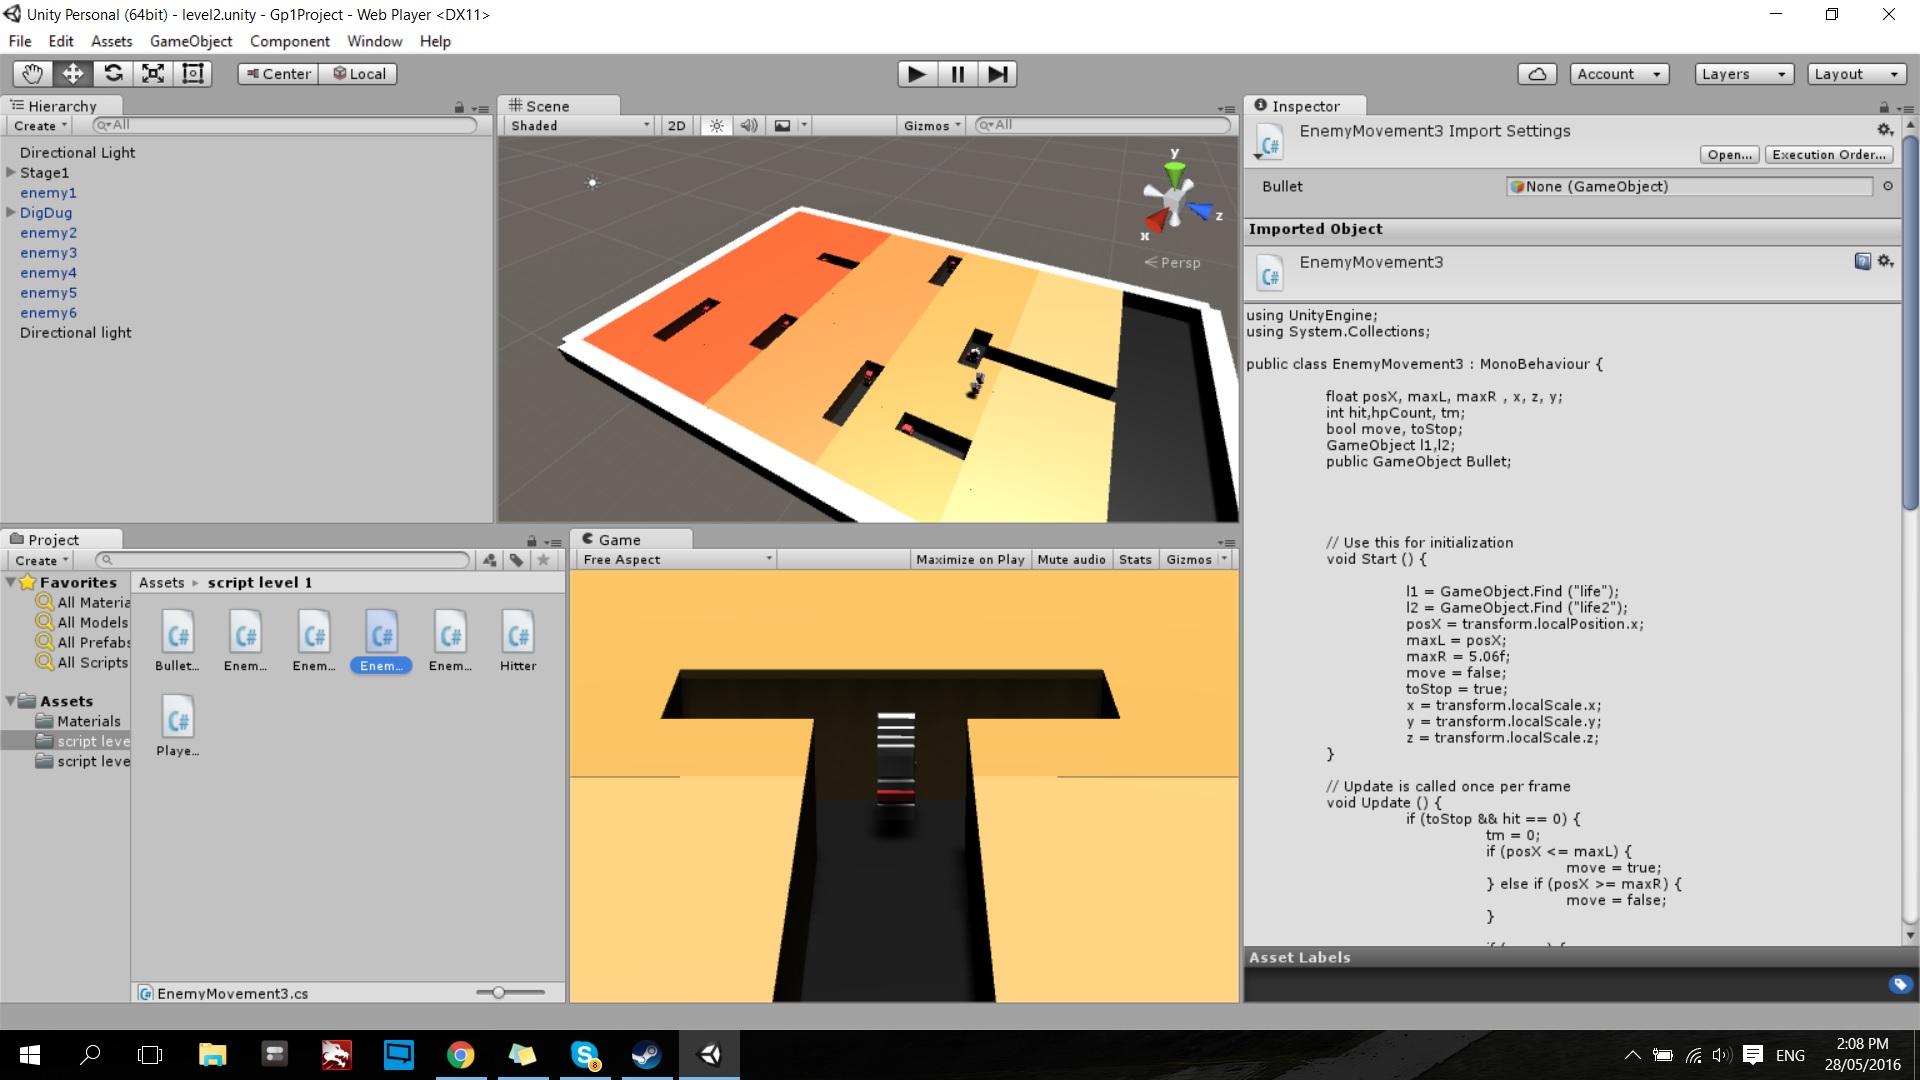 Unity Personal (64bit) - level2.unity - Gp1Project - Web Player <DX11>
File Edit Assets GameObject Component Window Help
Center Local
Account Layers Layout
Hierarchy
Create All
Directional Light
Stage1
enemy1
DigDug
enemy2
enemy3
enemy4
enemy5
enemy6
Directional light
Scene
Shaded 2D Gizmos All
y
z
x
Persp
Project
Create
Favorites
All Materia
All Models
All Prefabs
All Scripts
Assets
Materials
script leve
script leve
Assets script level 1
Bullet... Enem... Enem... Enem... Enem... Hitter
Playe...
EnemyMovement3.cs
Game
Free Aspect Maximize on Play Mute audio Stats Gizmos
Inspector
EnemyMovement3 Import Settings
Open... Execution Order...
Bullet None (GameObject)
Imported Object
EnemyMovement3
using UnityEngine;
using System.Collections;
public class EnemyMovement3 : MonoBehaviour {
float posX, maxL, maxR , x, z, y;
int hit,hpCount, tm;
bool move, toStop;
GameObject l1,l2;
public GameObject Bullet;
// Use this for initialization
void Start () {
l1 = GameObject.Find ("life");
l2 = GameObject.Find ("life2");
posX = transform.localPosition.x;
maxL = posX;
maxR = 5.06f;
move = false;
toStop = true;
x = transform.localScale.x;
y = transform.localScale.y;
z = transform.localScale.z;
}
// Update is called once per frame
void Update () {
if (toStop && hit == 0) {
tm = 0;
if (posX <= maxL) {
move = true;
} else if (posX >= maxR) {
move = false;
}
Asset Labels
8
ENG
2:08 PM
28/05/2016